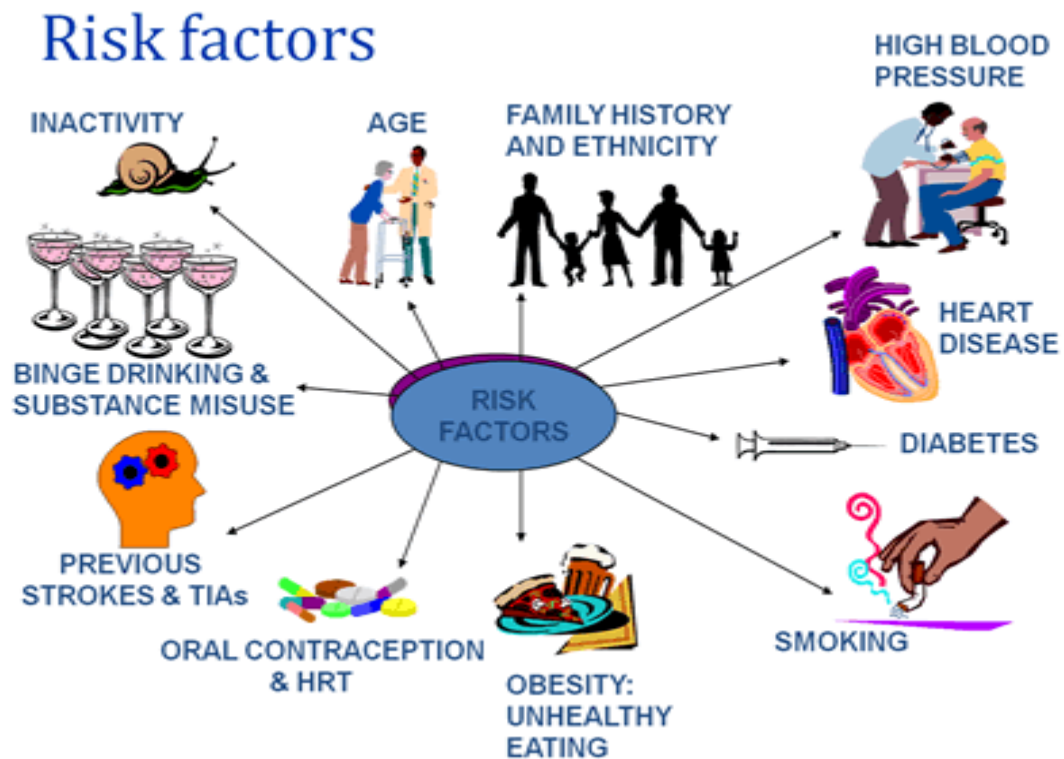 Risk factors
INACTIVITY
AGE
FAMILY HISTORY
AND ETHNICITY
HIGH BLOOD
PRESSURE
HEART
DISEASE
BINGE DRINKING &
SUBSTANCE MISUSE
RISK
FACTORS
DIABETES
PREVIOUS
STROKES & TIAs
ORAL CONTRACEPTION
& HRT
OBESITY:
UNHEALTHY
EATING
SMOKING